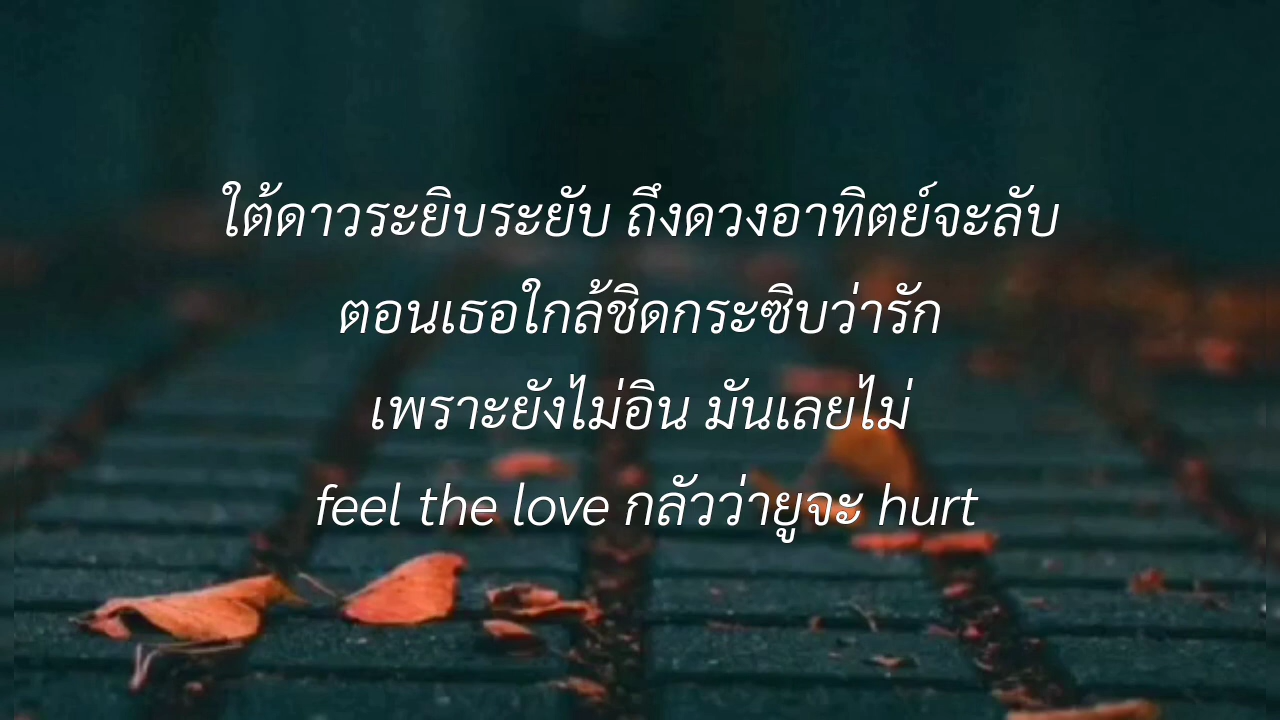 ใต้ดาวระยิบระยับ ถึงดวงอาทิตย์จะลับ
ตอนเธอใกล้ชิดกระซิบว่ารัก
เพราะยังไม่อิน มันเลยไม่
feel the love กลัวว่ายูจะ hurt